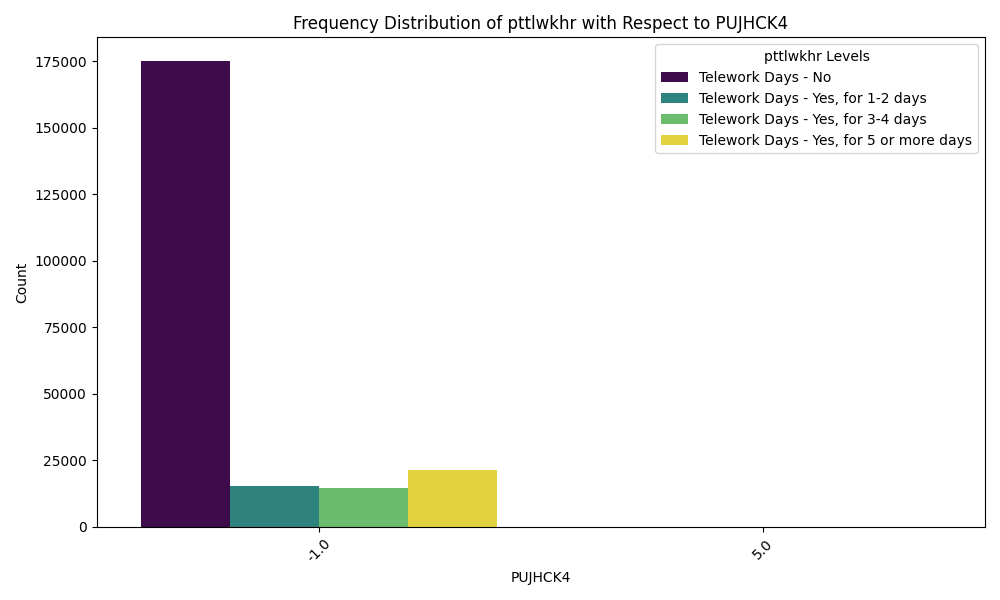 Frequency Distribution of pttlwkhr with Respect to PUJHCK4
pttlwkhr Levels
Telework Days - No
Telework Days - Yes, for 1-2 days
Telework Days - Yes, for 3-4 days
Telework Days - Yes, for 5 or more days
175000
150000
125000
100000
75000
50000
25000
0
Count
-1.0
5.0
PUJHCK4